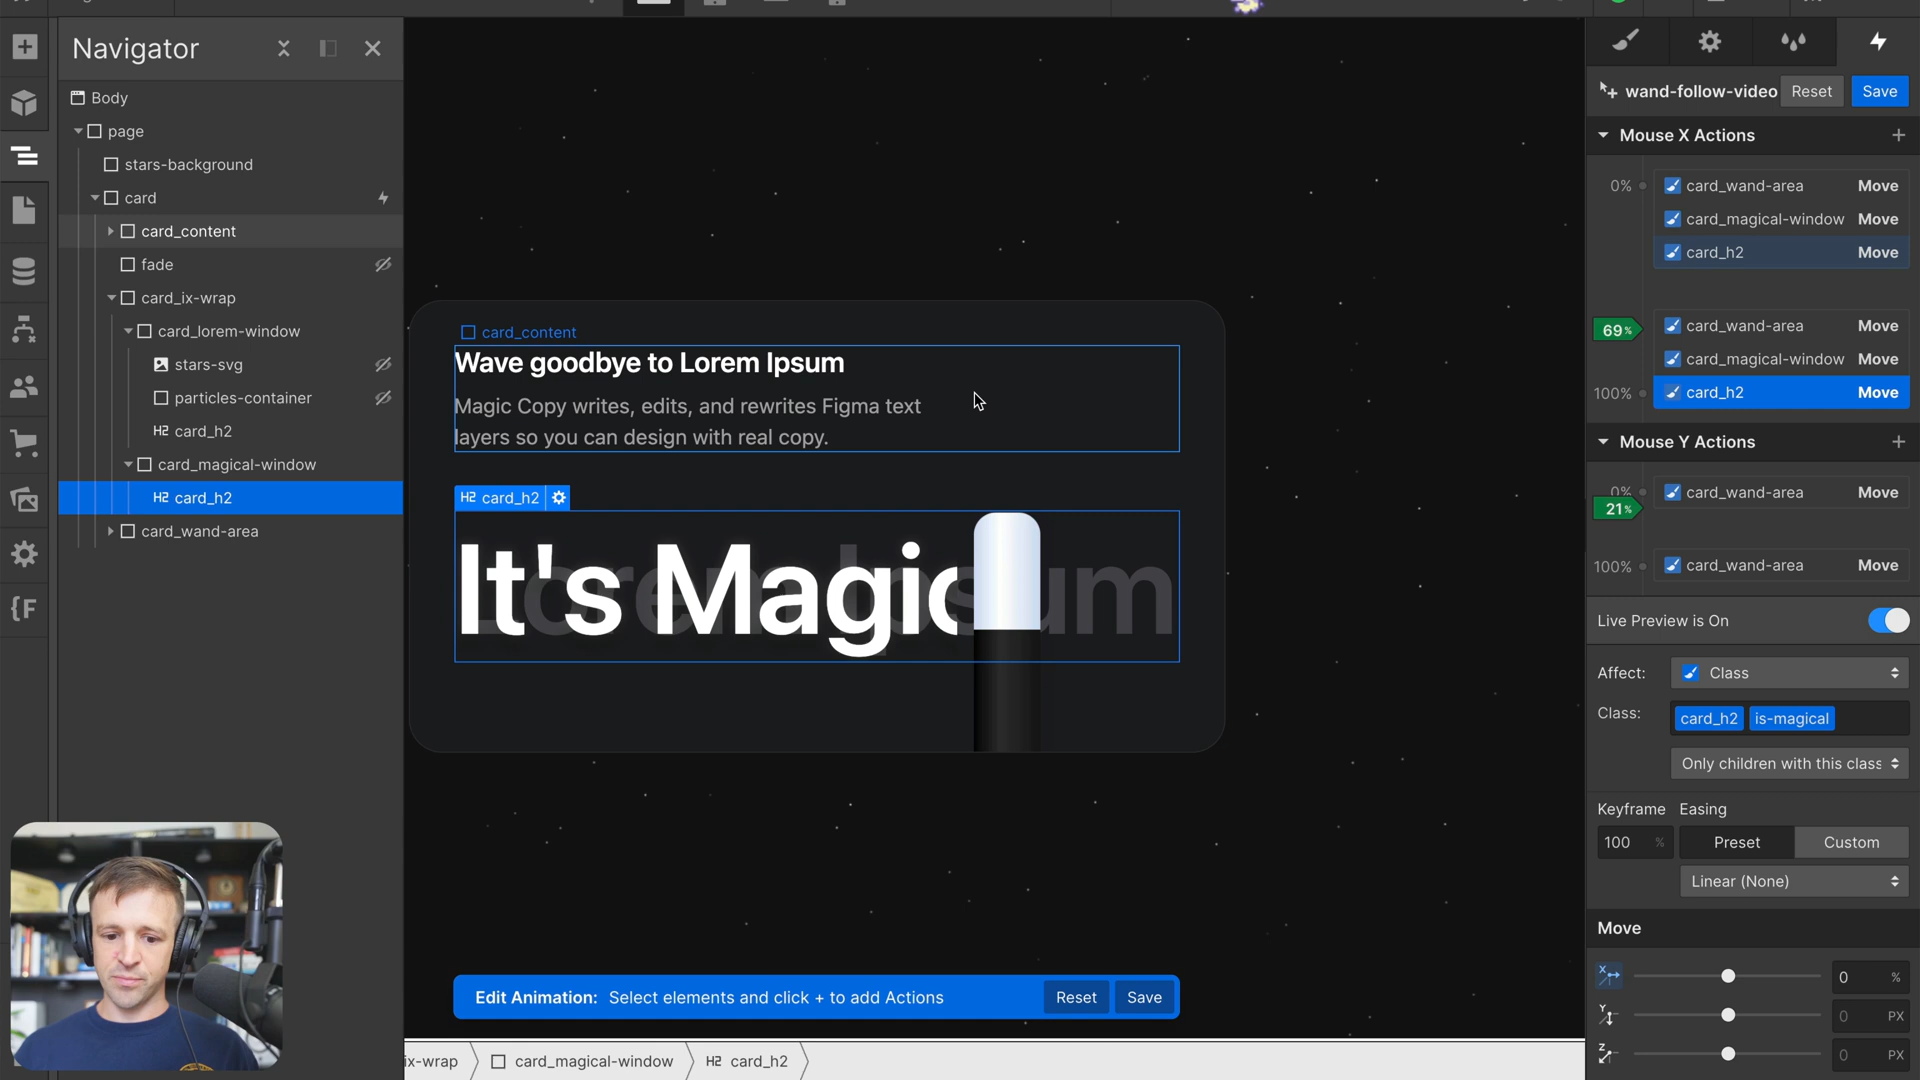 Navigator
Body
page
stars-background
card
card_content
fade
card_ix-wrap
card_lorem-window
stars-svg
particles-container
H2 card_h2
card_magical-window
H2 card_h2
card_wand-area
{F
card_content
Wave goodbye to Lorem Ipsum
Magic Copy writes, edits, and rewrites Figma text
layers so you can design with real copy.
H2 card_h2
It's Magic
Edit Animation: Select elements and click + to add Actions
Reset
Save
ix-wrap
card_magical-window
H2 card_h2
wand-follow-video
Reset
Save
Mouse X Actions
0%
card_wand-area Move
card_magical-window Move
card_h2 Move
69%
card_wand-area Move
card_magical-window Move
100%
card_h2 Move
Mouse Y Actions
0%
card_wand-area Move
21%
100%
card_wand-area Move
Live Preview is On
Affect: Class
Class: card_h2 is-magical
Only children with this class
Keyframe Easing
100 % Preset Custom
Linear (None)
Move
X 0 %
Y 0 PX
Z 0 PX